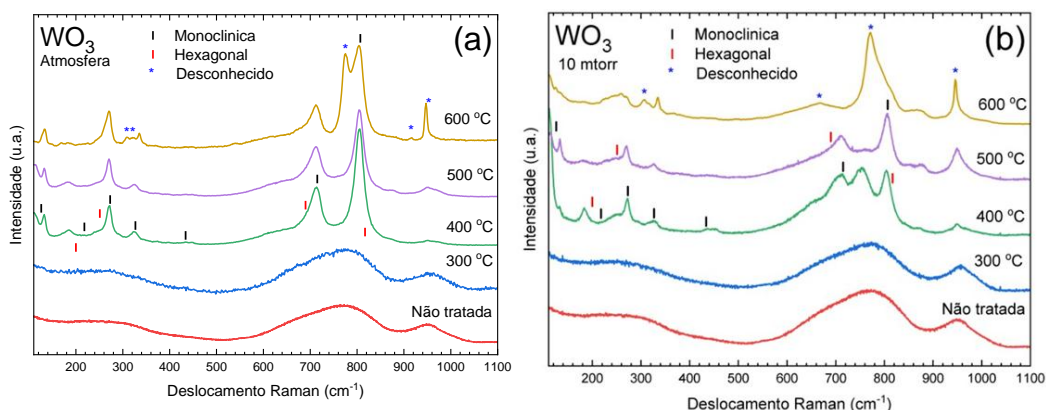 WO3
Atmosfera
Monoclinica
Hexagonal
Desconhecido
(a)
*
*
**
*
*
*
600 ºC
500 ºC
400 ºC
300 ºC
Não tratada
Intensidade (u.a.)
100 200 300 400 500 600 700 800 900 1000 1100
Deslocamento Raman (cm-1)
WO3
10 mtorr
Monoclinica
Hexagonal
Desconhecido
(b)
*
*
*
*
*
600 ºC
500 ºC
400 ºC
300 ºC
Não tratada
Intensidade (u.a.)
200 300 400 500 600 700 800 900 1000 1100
Deslocamento Raman (cm-1)